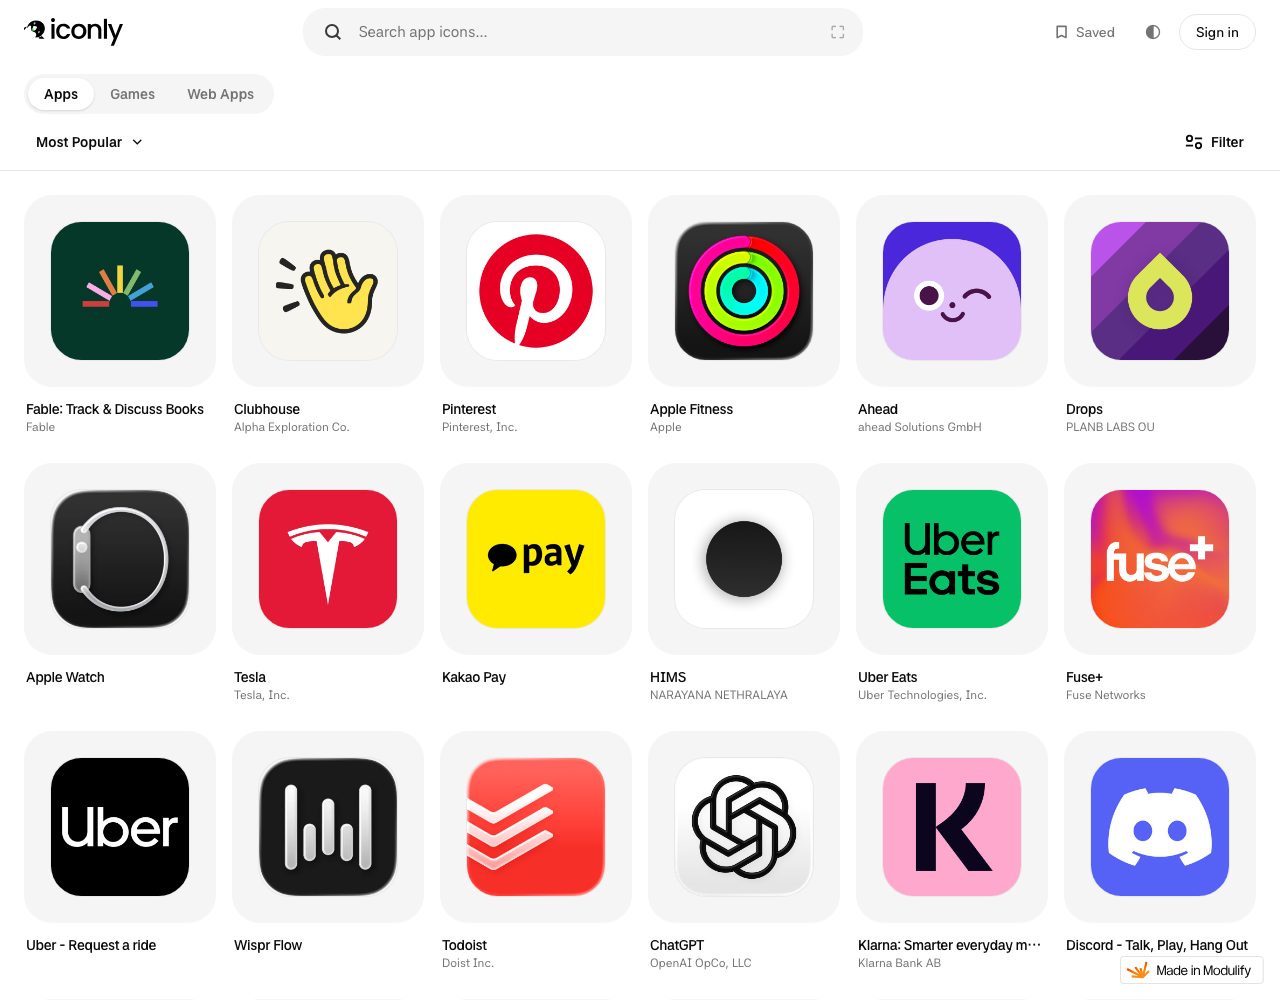 iconly
Search app icons...
Saved
Sign in
Apps
Games
Web Apps
Most Popular
Filter
Fable: Track & Discuss Books
Fable
Clubhouse
Alpha Exploration Co.
Pinterest
Pinterest, Inc.
Apple Fitness
Apple
Ahead
ahead Solutions GmbH
Drops
PLANB LABS OU
pay
Uber
Eats
fuse+
Apple Watch
Tesla
Tesla, Inc.
Kakao Pay
HIMS
NARAYANA NETHRALAYA
Uber Eats
Uber Technologies, Inc.
Fuse+
Fuse Networks
Uber
K
Uber - Request a ride
Wispr Flow
Todoist
Doist Inc.
ChatGPT
OpenAI OpCo, LLC
Klarna: Smarter everyday m...
Klarna Bank AB
Discord - Talk, Play, Hang Out
Made in Modulify